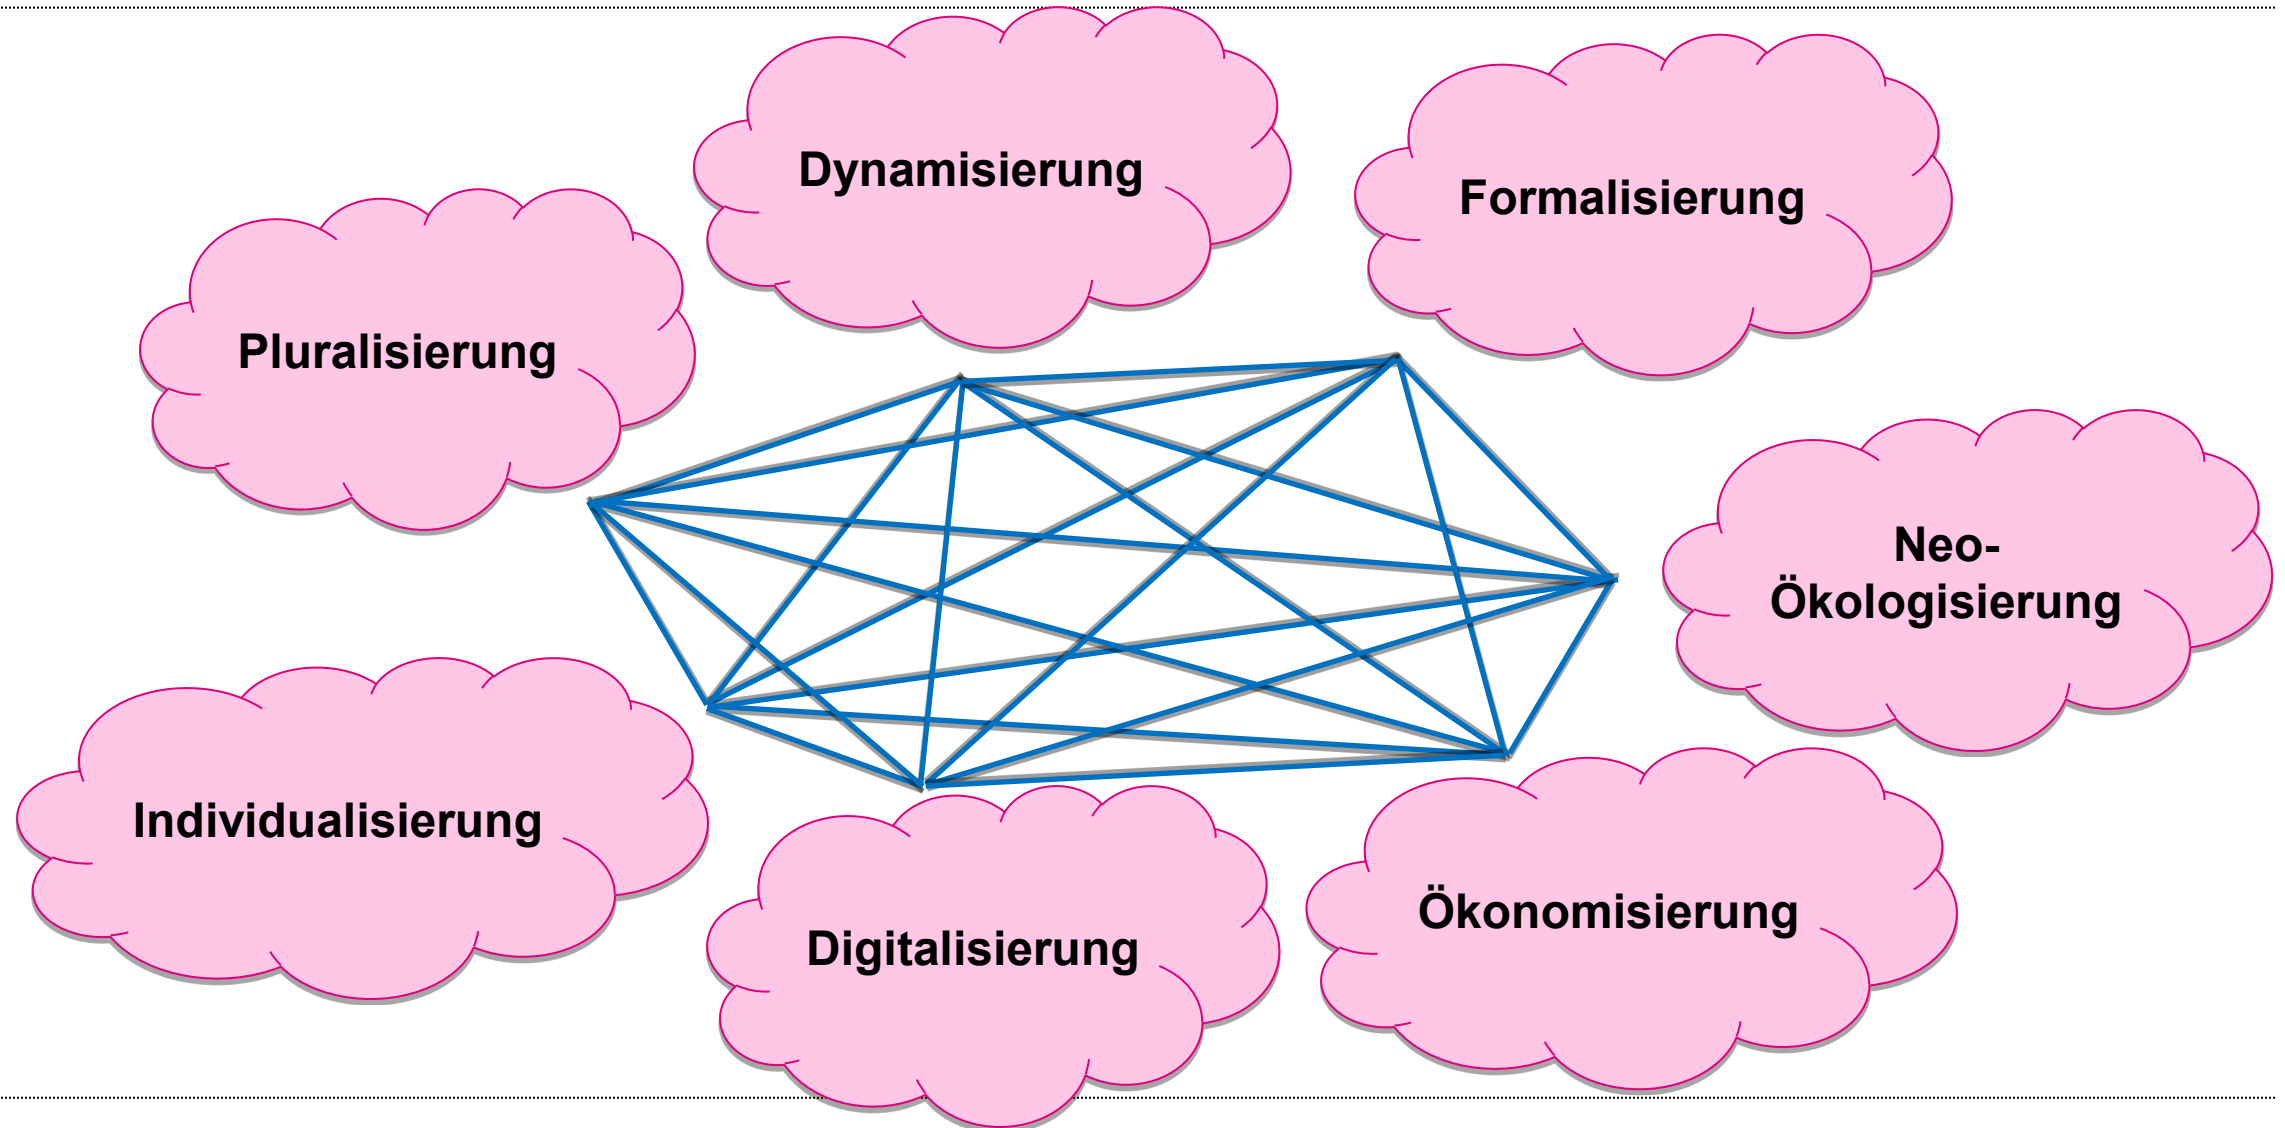 Dynamisierung
Formalisierung
Pluralisierung
Neo-
Ökologisierung
Individualisierung
Ökonomisierung
Digitalisierung